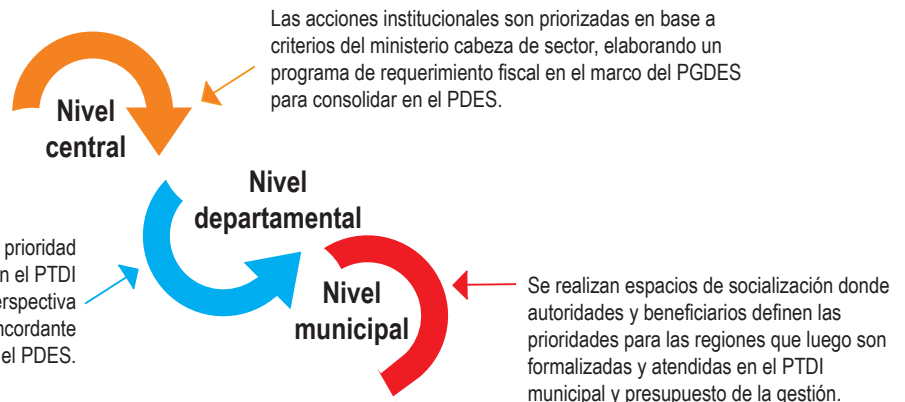 Las acciones institucionales son priorizadas en base a
criterios del ministerio cabeza de sector, elaborando un
programa de requerimiento fiscal en el marco del PGDES
para consolidar en el PDES.
Nivel
central
Nivel
departamental
prioridad
n el PTDI
erspectiva
ncordante
el PDES.
Nivel
municipal
Se realizan espacios de socialización donde
autoridades y beneficiarios definen las
prioridades para las regiones que luego son
formalizadas y atendidas en el PTDI
municipal y presupuesto de la gestión.